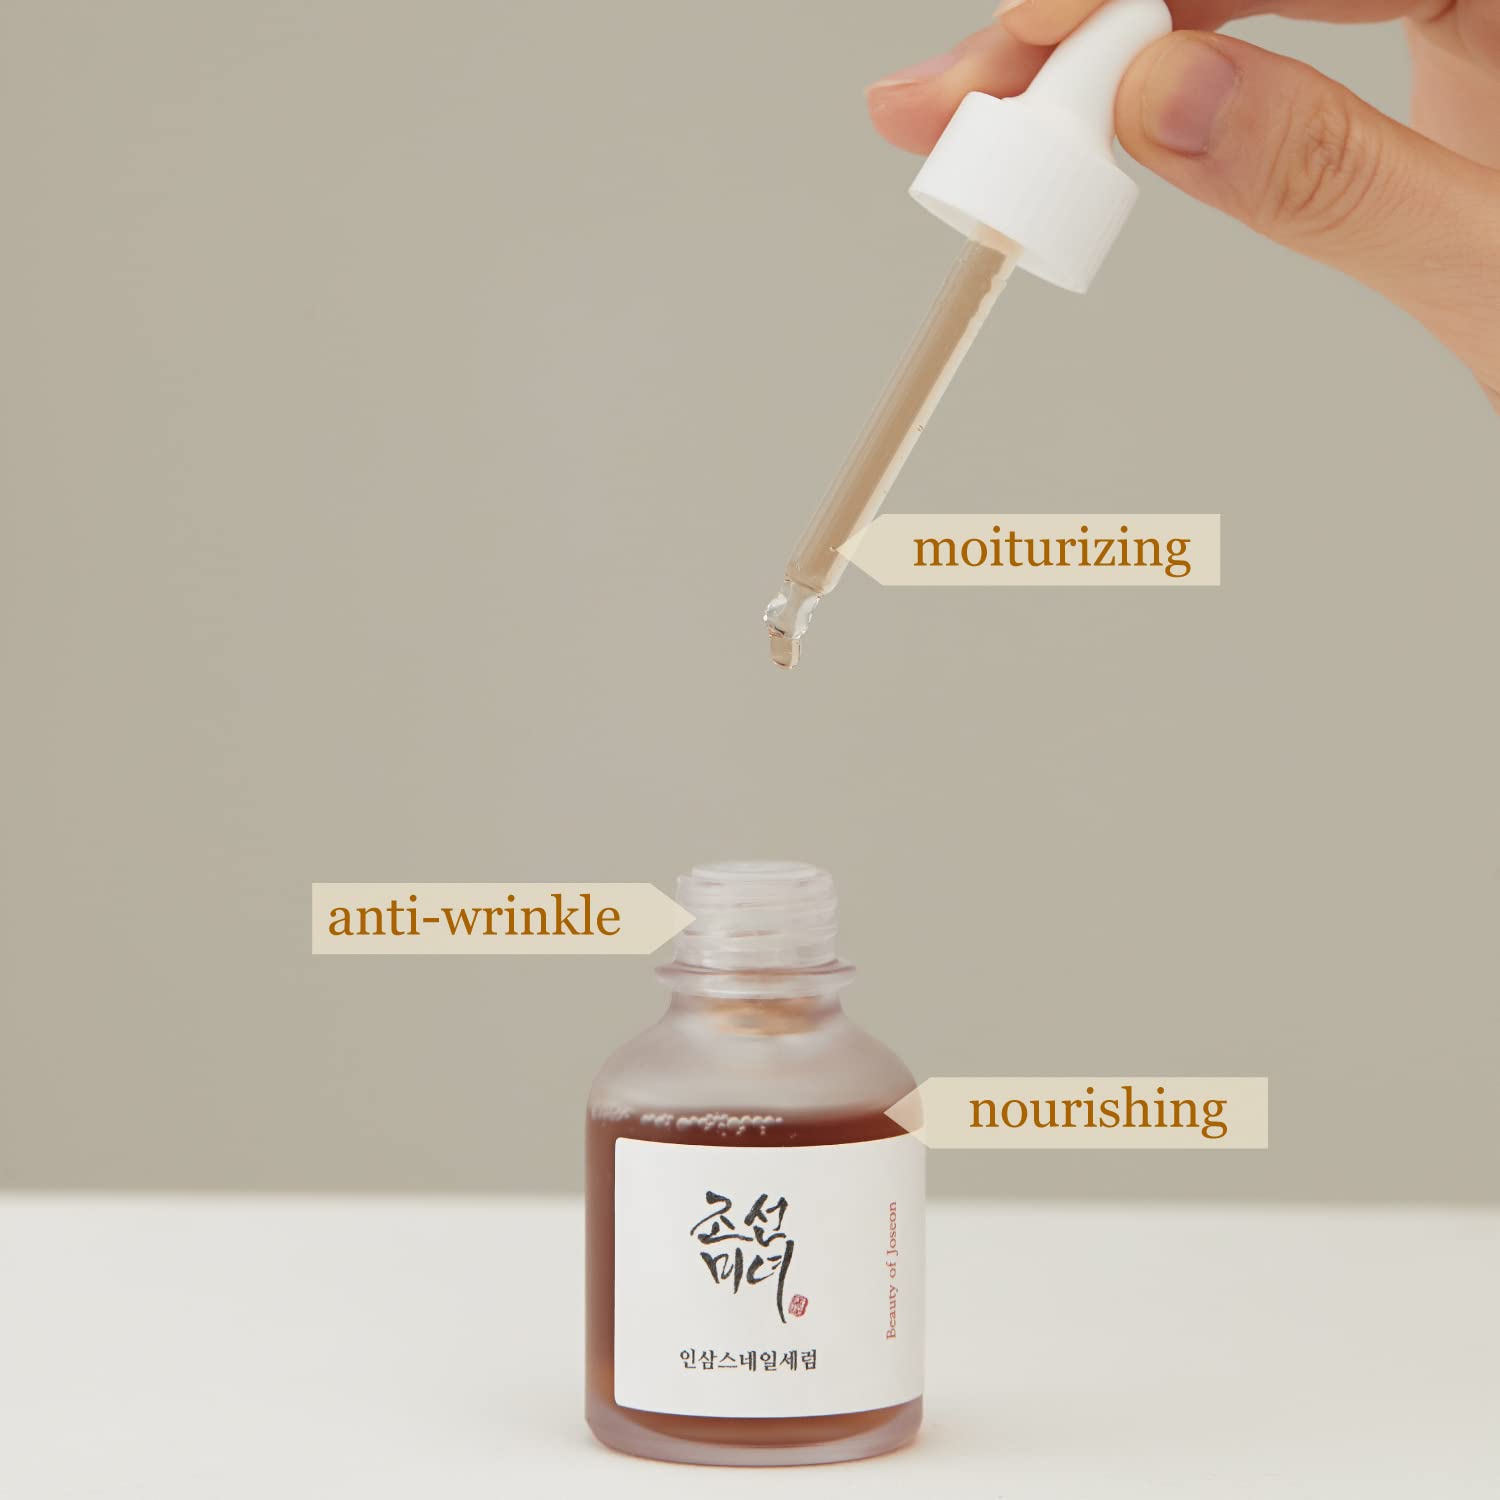 moiturizing
anti-wrinkle
nourishing
조선
미녀
Beauty of Joseon
인삼스네일세럼